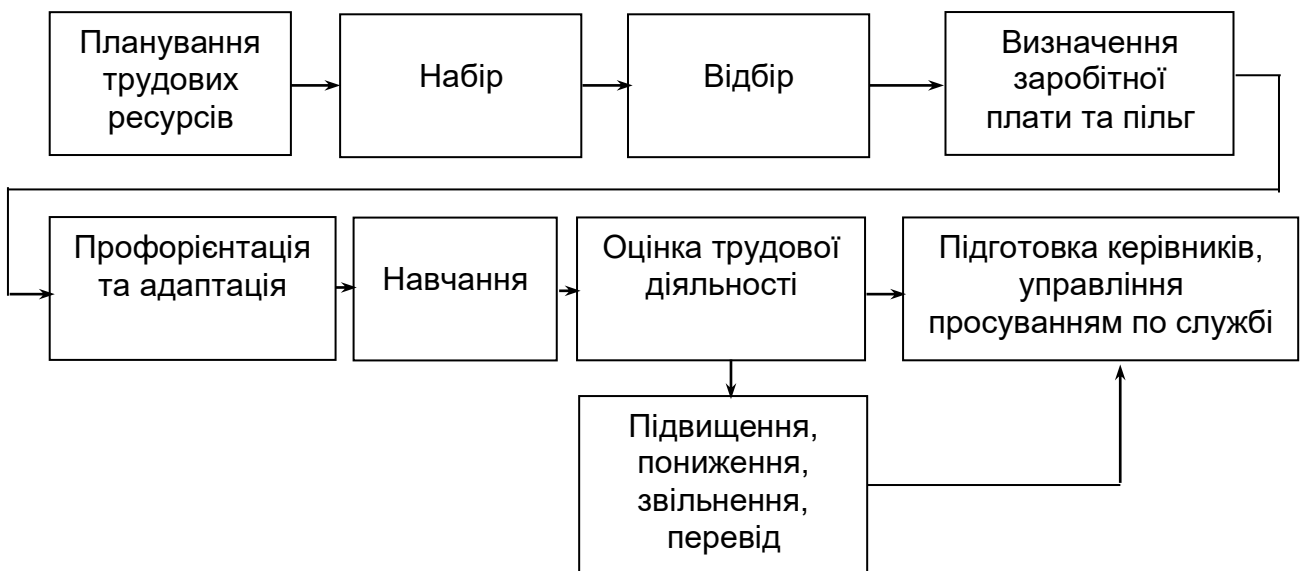 Планування
трудових
ресурсів
Набір
Відбір
Визначення
заробітної
плати та пільг
Профорієнтація
та адаптація
Навчання
Оцінка трудової
діяльності
Підготовка керівників,
управління
просуванням по службі
Підвищення,
пониження,
звільнення,
перевід